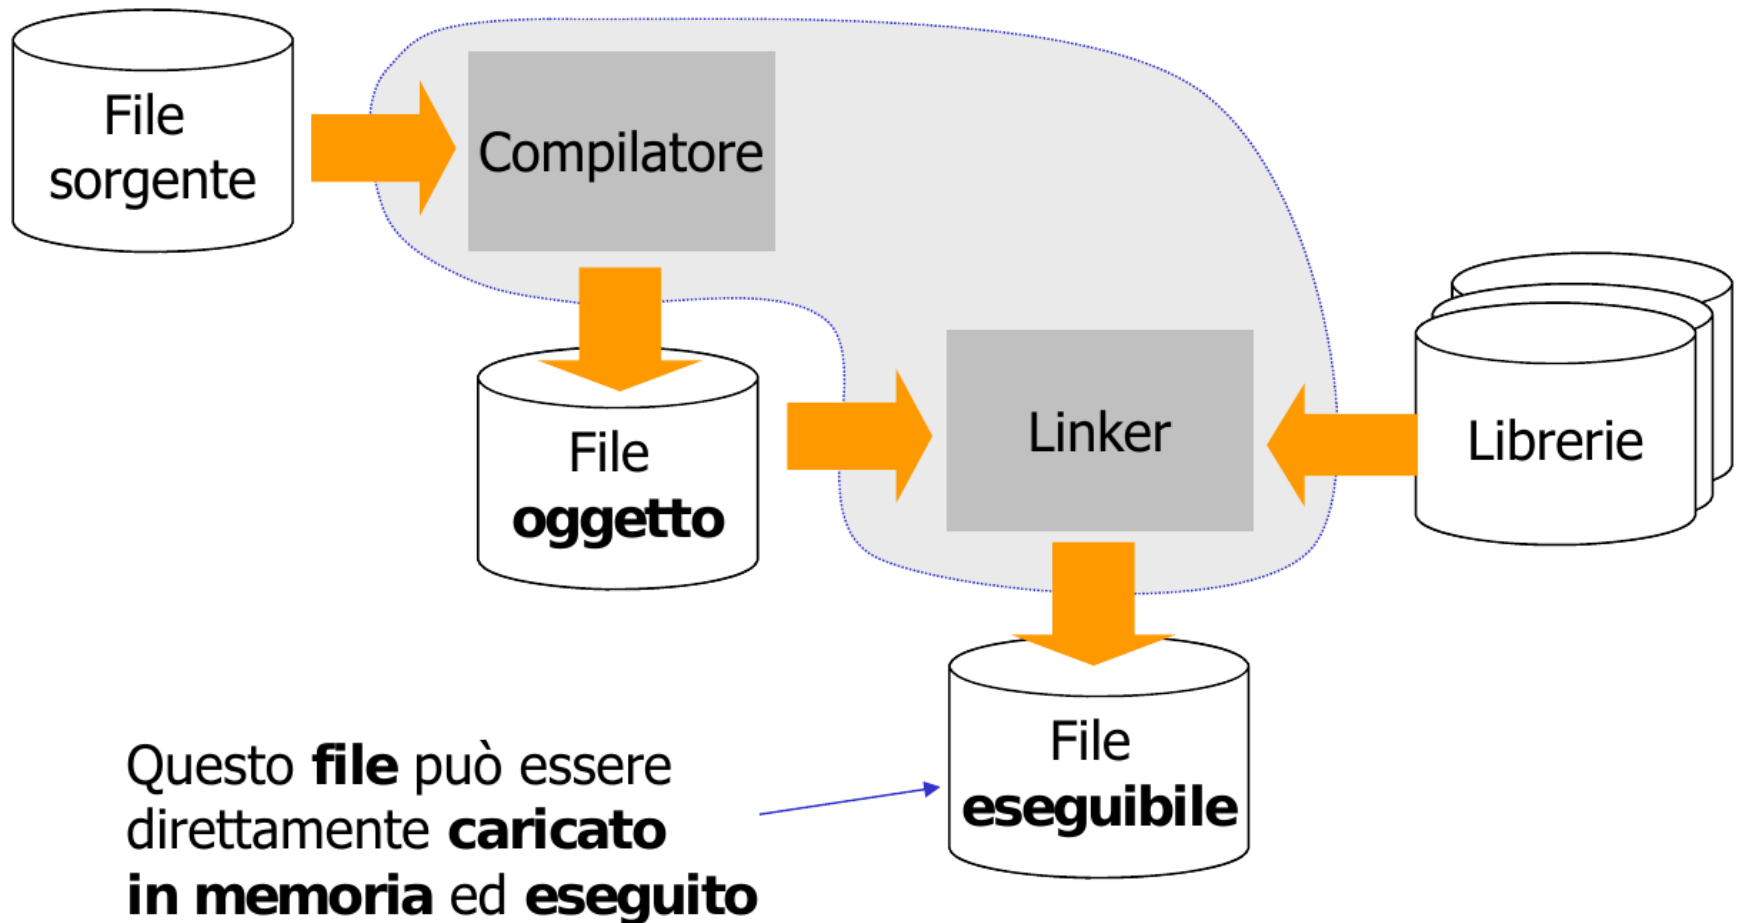 File
sorgente
Compilatore
File
oggetto
Linker
Librerie
File
eseguibile
Questo file può essere
direttamente caricato
in memoria ed eseguito